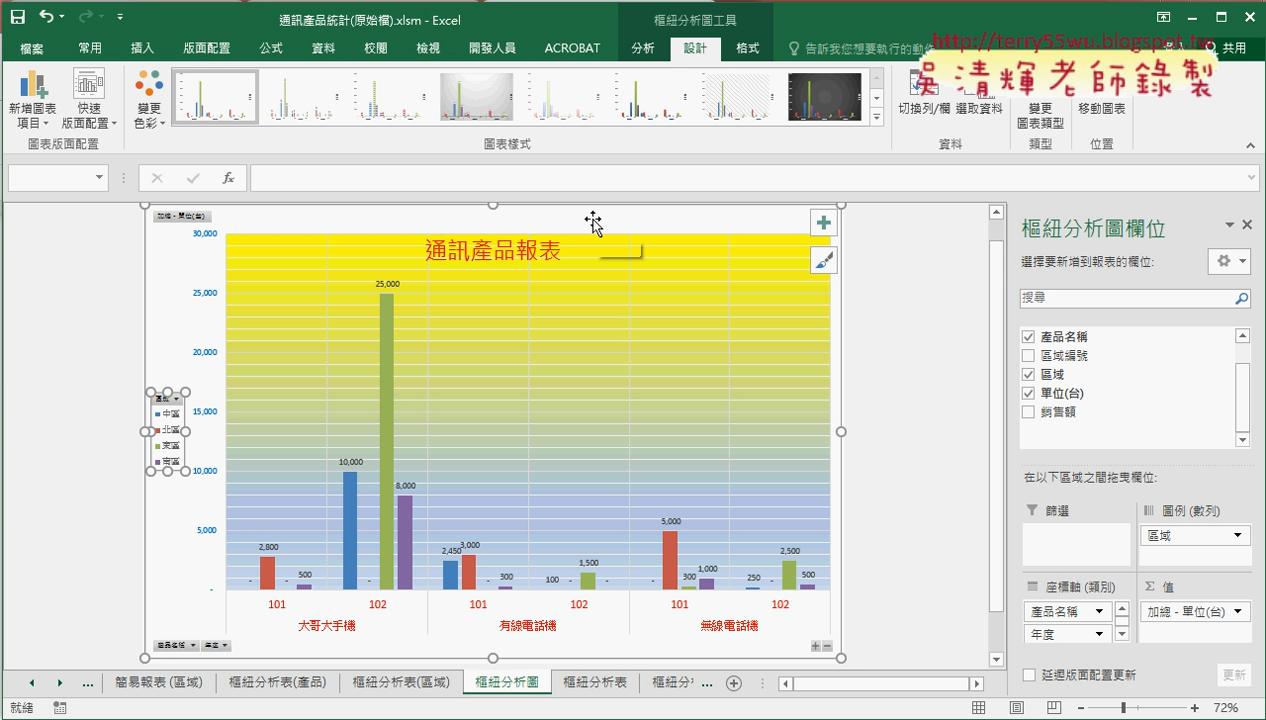 通訊產品統計(原始檔).xlsm - Excel
樞紐分析圖工具
檔案 常用 插入 版面配置 公式 資料 校閱 檢視 開發人員 ACROBAT 分析 設計 格式 告訴我您想要執行的動作 共用
http://terry55wu.blogspot.tw
吳清輝老師錄製
新增圖表項目 快速版面配置 變更色彩 切換列/欄 選取資料 變更圖表類型 移動圖表
圖表版面配置 圖表樣式 資料 類型 位置
fx
加總 - 單位(台)
通訊產品報表
30,000
25,000
20,000
15,000
10,000
5,000
-
區域
中區
北區
東區
南區
2,800 - 500 10,000 - 25,000 8,000 2,450 3,000 - 300 100 - 1,500 - 5,000 300 1,000 250 - 2,500 500
101 102 101 102 101 102
大哥大手機 有線電話機 無線電話機
產品名稱 年度
樞紐分析圖欄位
選擇要新增到報表的欄位:
搜尋
產品名稱
區域編號
區域
單位(台)
銷售額
在以下區域之間拖曳欄位:
篩選 圖例 (數列)
區域
座標軸 (類別) Σ 值
產品名稱 加總 - 單位(台)
年度
延遲版面配置更新 更新
... 簡易報表 (區域) 樞紐分析表(產品) 樞紐分析表(區域) 樞紐分析圖 樞紐分析表 ...
就緒 72%